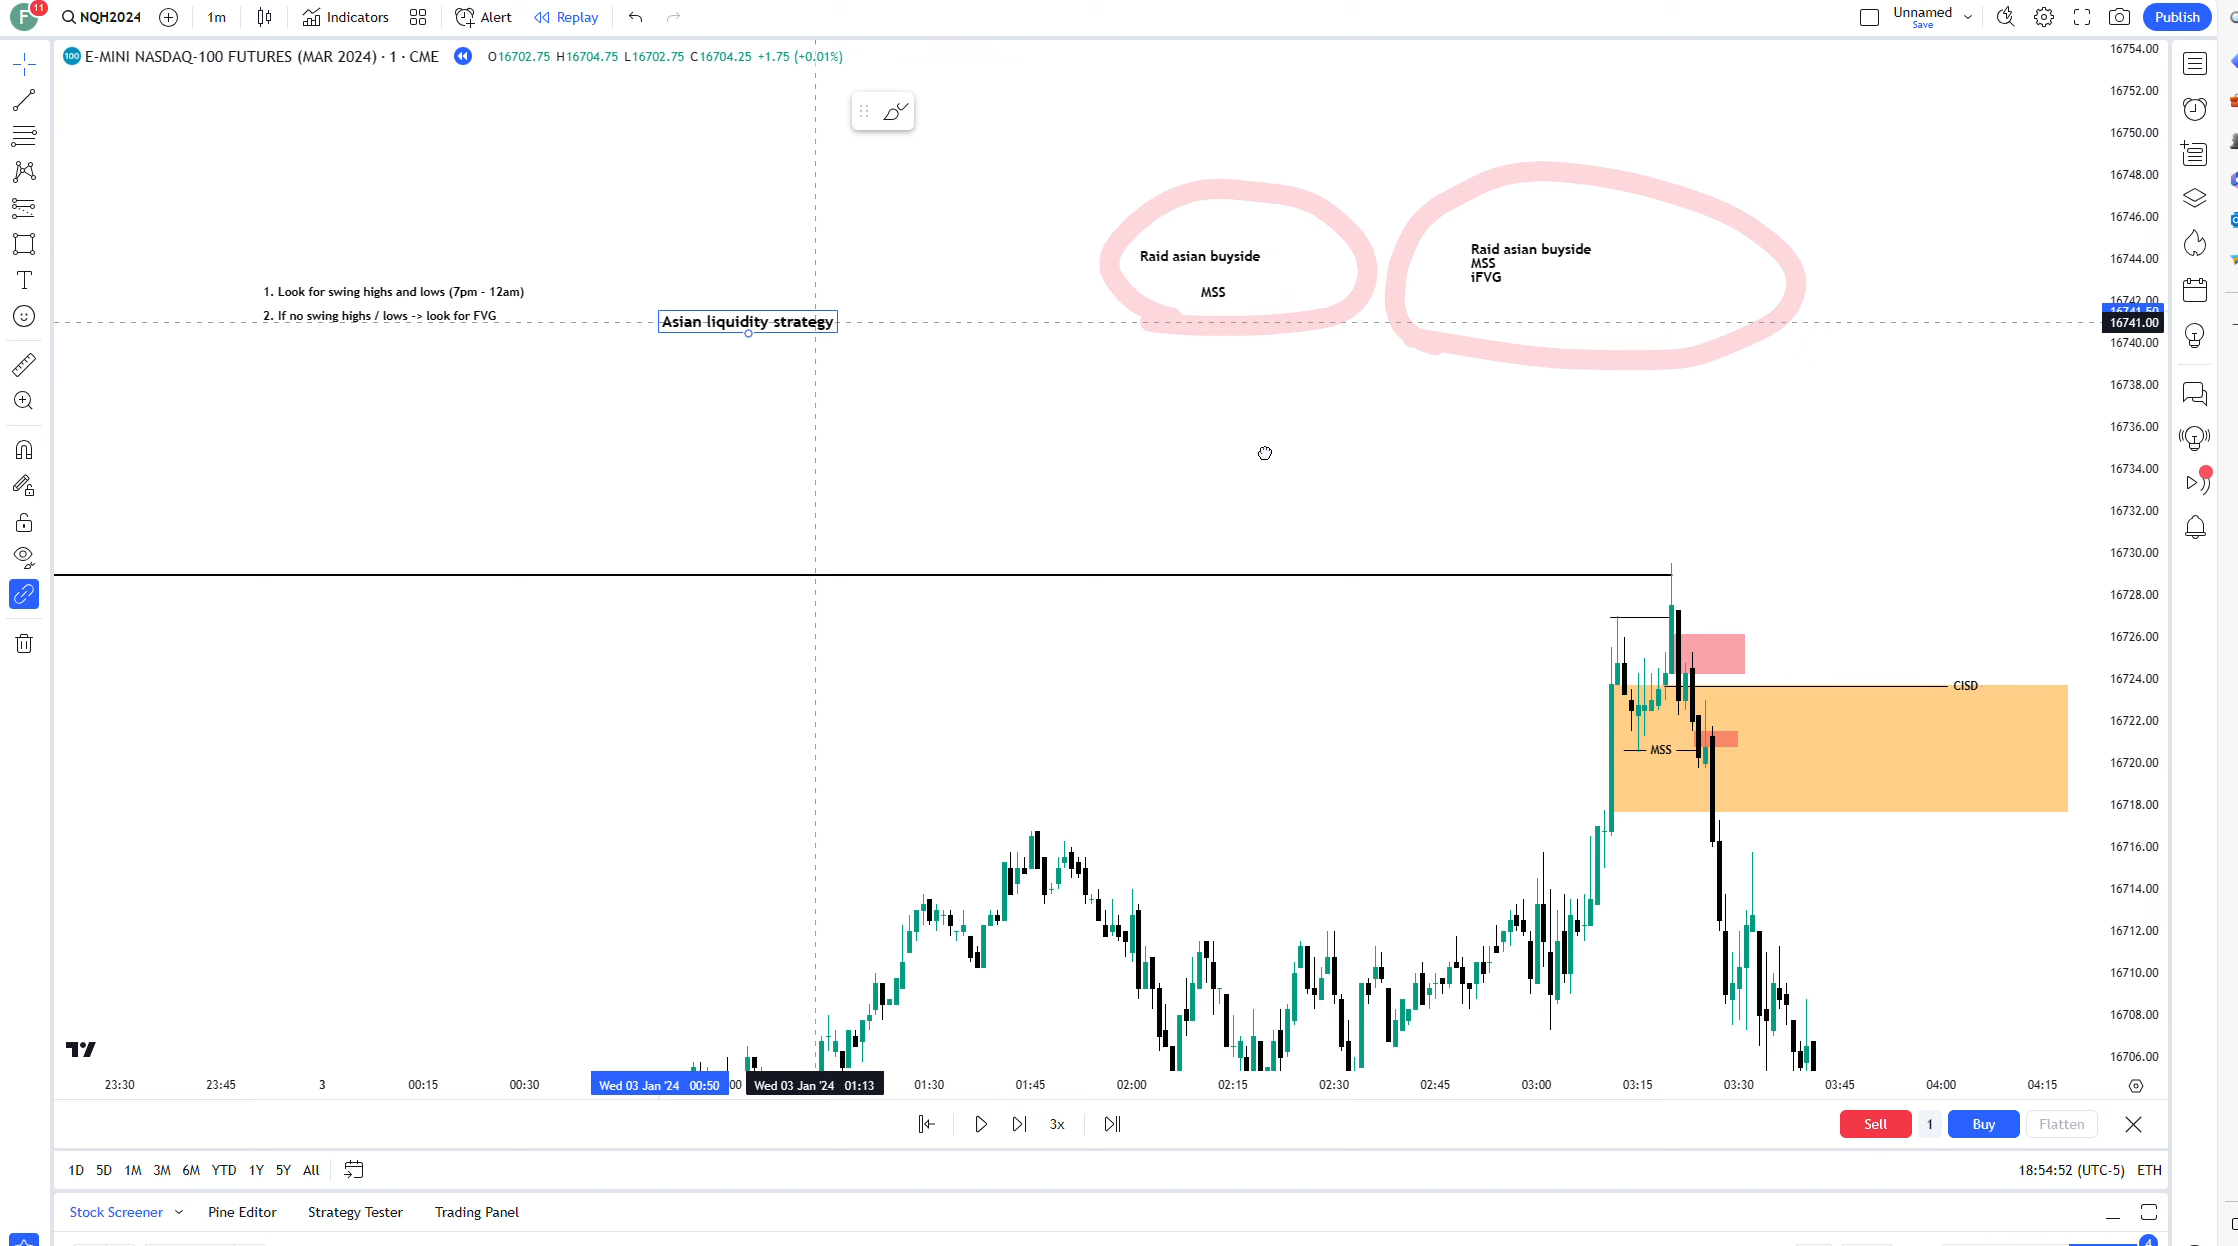 F 11 NQH2024 1m Indicators Alert Replay Unnamed Save Publish
100 E-MINI NASDAQ-100 FUTURES (MAR 2024) · 1 · CME O16702.75 H16704.75 L16702.75 C16704.25 +1.75 (+0.01%)
16754.00
16752.00
16750.00
16748.00
16746.00
16744.00
16742.00
16741.50
16741.00
16740.00
16738.00
16736.00
16734.00
16732.00
16730.00
16728.00
16726.00
16724.00
16722.00
16720.00
16718.00
16716.00
16714.00
16712.00
16710.00
16708.00
16706.00
1. Look for swing highs and lows (7pm - 12am)
2. If no swing highs / lows -> look for FVG
Asian liquidity strategy
Raid asian buyside
MSS
Raid asian buyside
MSS
iFVG
CISD
MSS
23:30 23:45 3 00:15 00:30 Wed 03 Jan '24 00:50 00 Wed 03 Jan '24 01:13 01:30 01:45 02:00 02:15 02:30 02:45 03:00 03:15 03:30 03:45 04:00 04:15
3x Sell 1 Buy Flatten
1D 5D 1M 3M 6M YTD 1Y 5Y All 18:54:52 (UTC-5) ETH
Stock Screener Pine Editor Strategy Tester Trading Panel
4